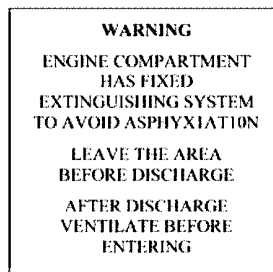 WARNING
ENGINE COMPARTMENT
HAS FIXED
EXTINGUISHING SYSTEM
TO AVOID ASPHYX1AT10N
LEAVE THE AREA
BEFORE DISCHARGE
AFTER DISCHARGE
VENTILATE BEFORE
ENTERING